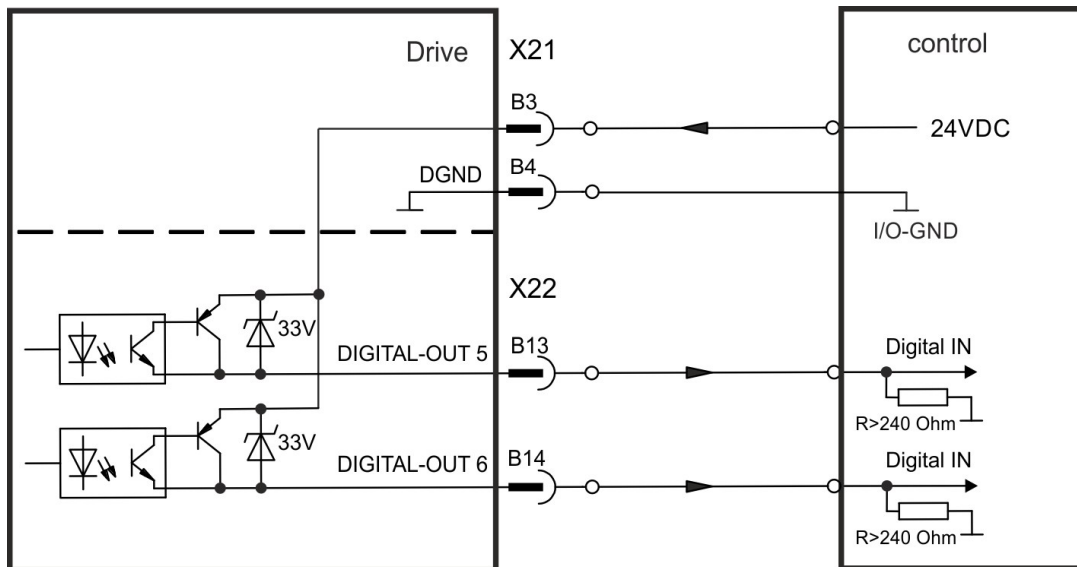 Drive
X21
control
B3
24VDC
DGND
B4
I/O-GND
X22
33V
DIGITAL-OUT 5
B13
Digital IN
R>240 Ohm
33V
DIGITAL-OUT 6
B14
Digital IN
R>240 Ohm